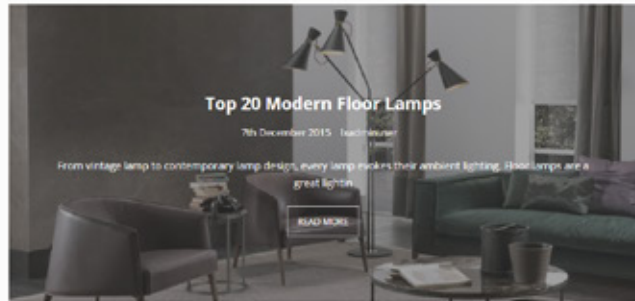 Top 20 Modern Floor Lamps
7th December 2015
From vintage lamp to contemporary lamp design, every lamp evokes their ambient lighting. Floor lamps are a
great lightin
READ MORE